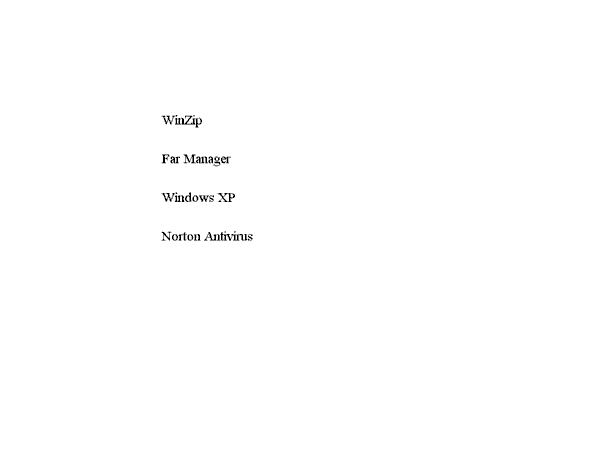 WinZip
Far Manager
Windows XP
Norton Antivirus